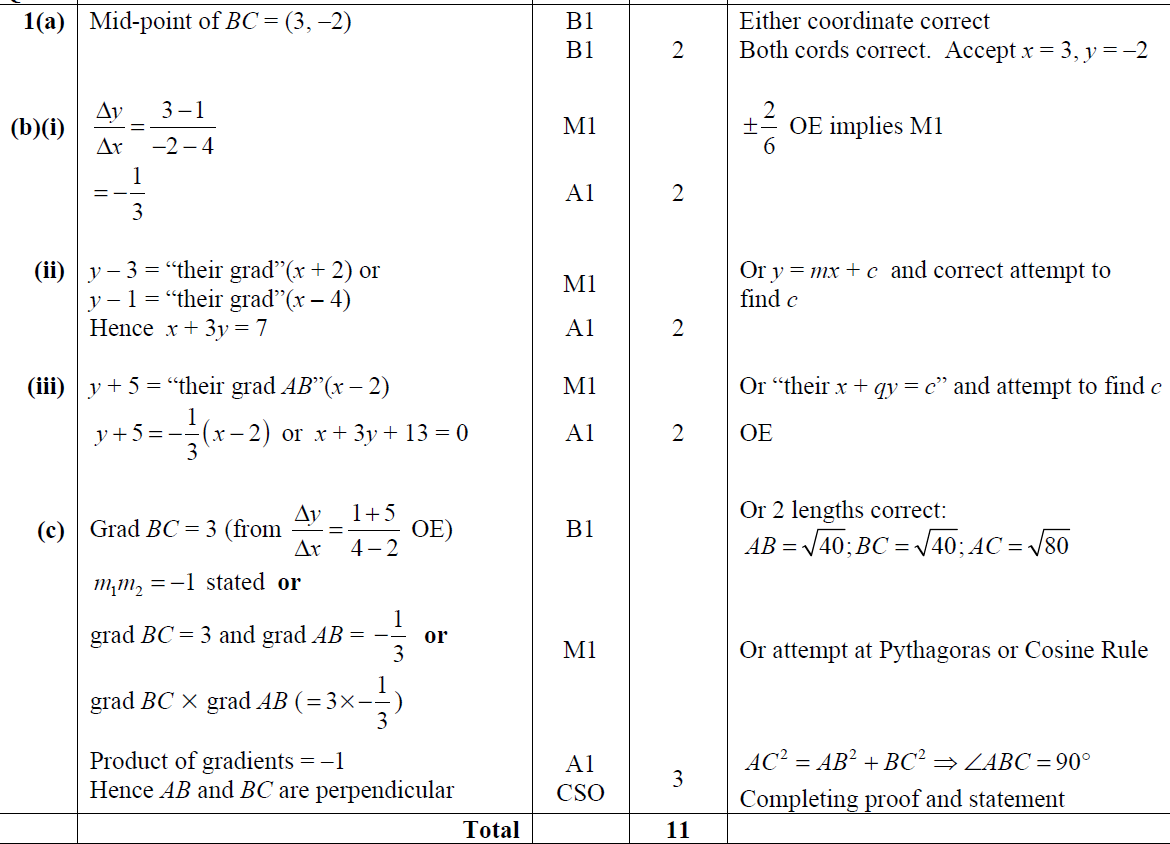 1(a) Mid-point of BC = (3, –2) B1 Either coordinate correct
B1 2 Both cords correct. Accept x = 3, y = –2
(b)(i) Δy/Δx = (3 – 1)/(–2 – 4) M1 ± 2/6 OE implies M1
= – 1/3 A1 2
(ii) y – 3 = “their grad”(x + 2) or
y – 1 = “their grad”(x – 4) M1 Or y = mx + c and correct attempt to find c
Hence x + 3y = 7 A1 2
(iii) y + 5 = “their grad AB”(x – 2) M1 Or “their x + qy = c” and attempt to find c
y + 5 = – 1/3 (x – 2) or x + 3y + 13 = 0 A1 2 OE
(c) Grad BC = 3 (from Δy/Δx = (1 + 5)/(4 – 2) OE) B1 Or 2 lengths correct:
AB = √40; BC = √40; AC = √80
m₁m₂ = –1 stated or
grad BC = 3 and grad AB = – 1/3 or M1 Or attempt at Pythagoras or Cosine Rule
grad BC × grad AB (= 3 × – 1/3)
Product of gradients = –1 A1 AC² = AB² + BC² ⇒ ∠ABC = 90°
Hence AB and BC are perpendicular CSO 3 Completing proof and statement
Total 11